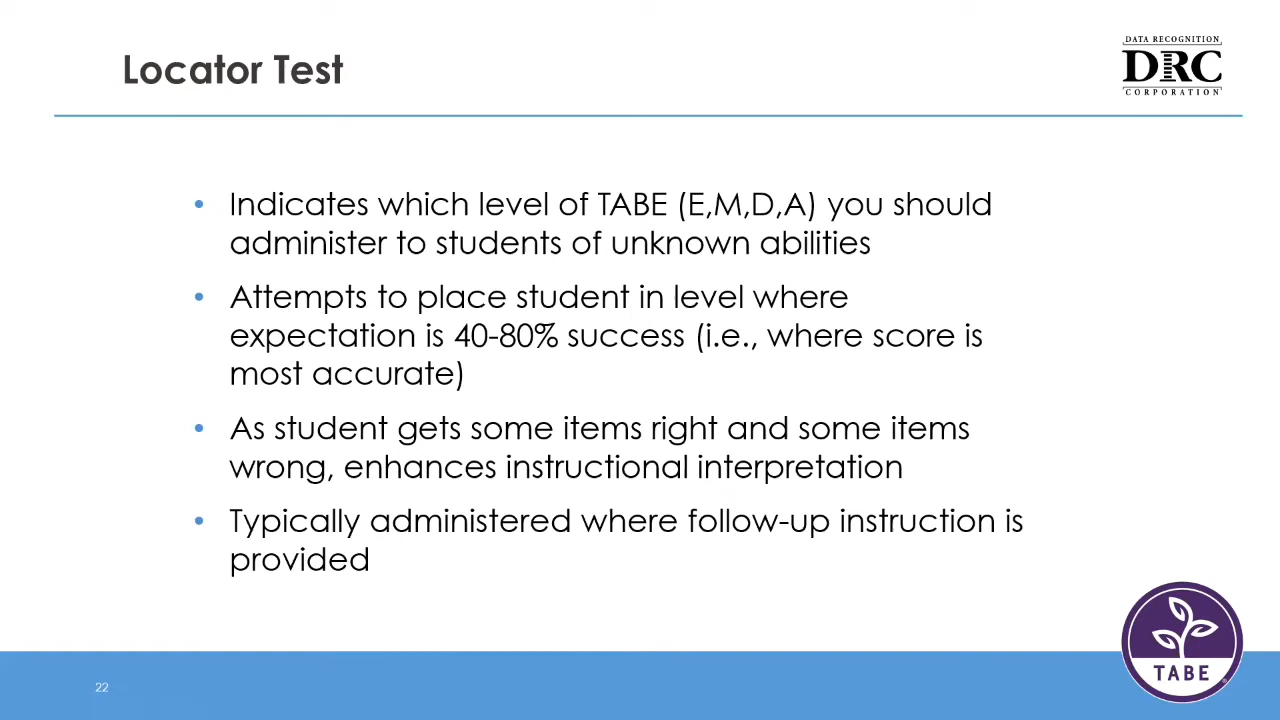 Locator Test
DATA RECOGNITION
DRC
CORPORATION
• Indicates which level of TABE (E,M,D,A) you should
administer to students of unknown abilities
• Attempts to place student in level where
expectation is 40-80% success (i.e., where score is
most accurate)
• As student gets some items right and some items
wrong, enhances instructional interpretation
• Typically administered where follow-up instruction is
provided
TABE®
22